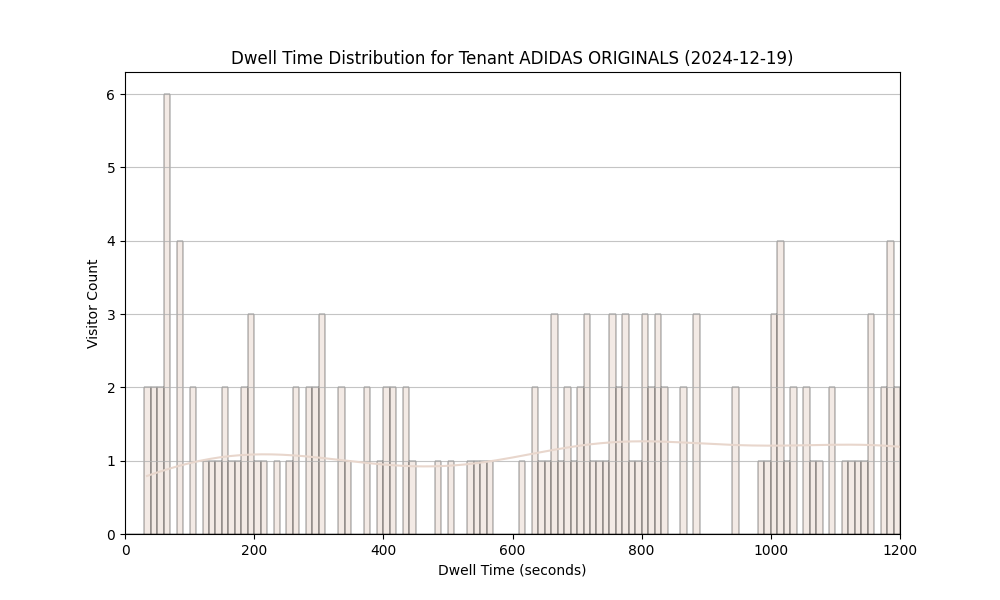 Dwell Time Distribution for Tenant ADIDAS ORIGINALS (2024-12-19)
6
5
4
3
2
1
0
Visitor Count
0 200 400 600 800 1000 1200
Dwell Time (seconds)